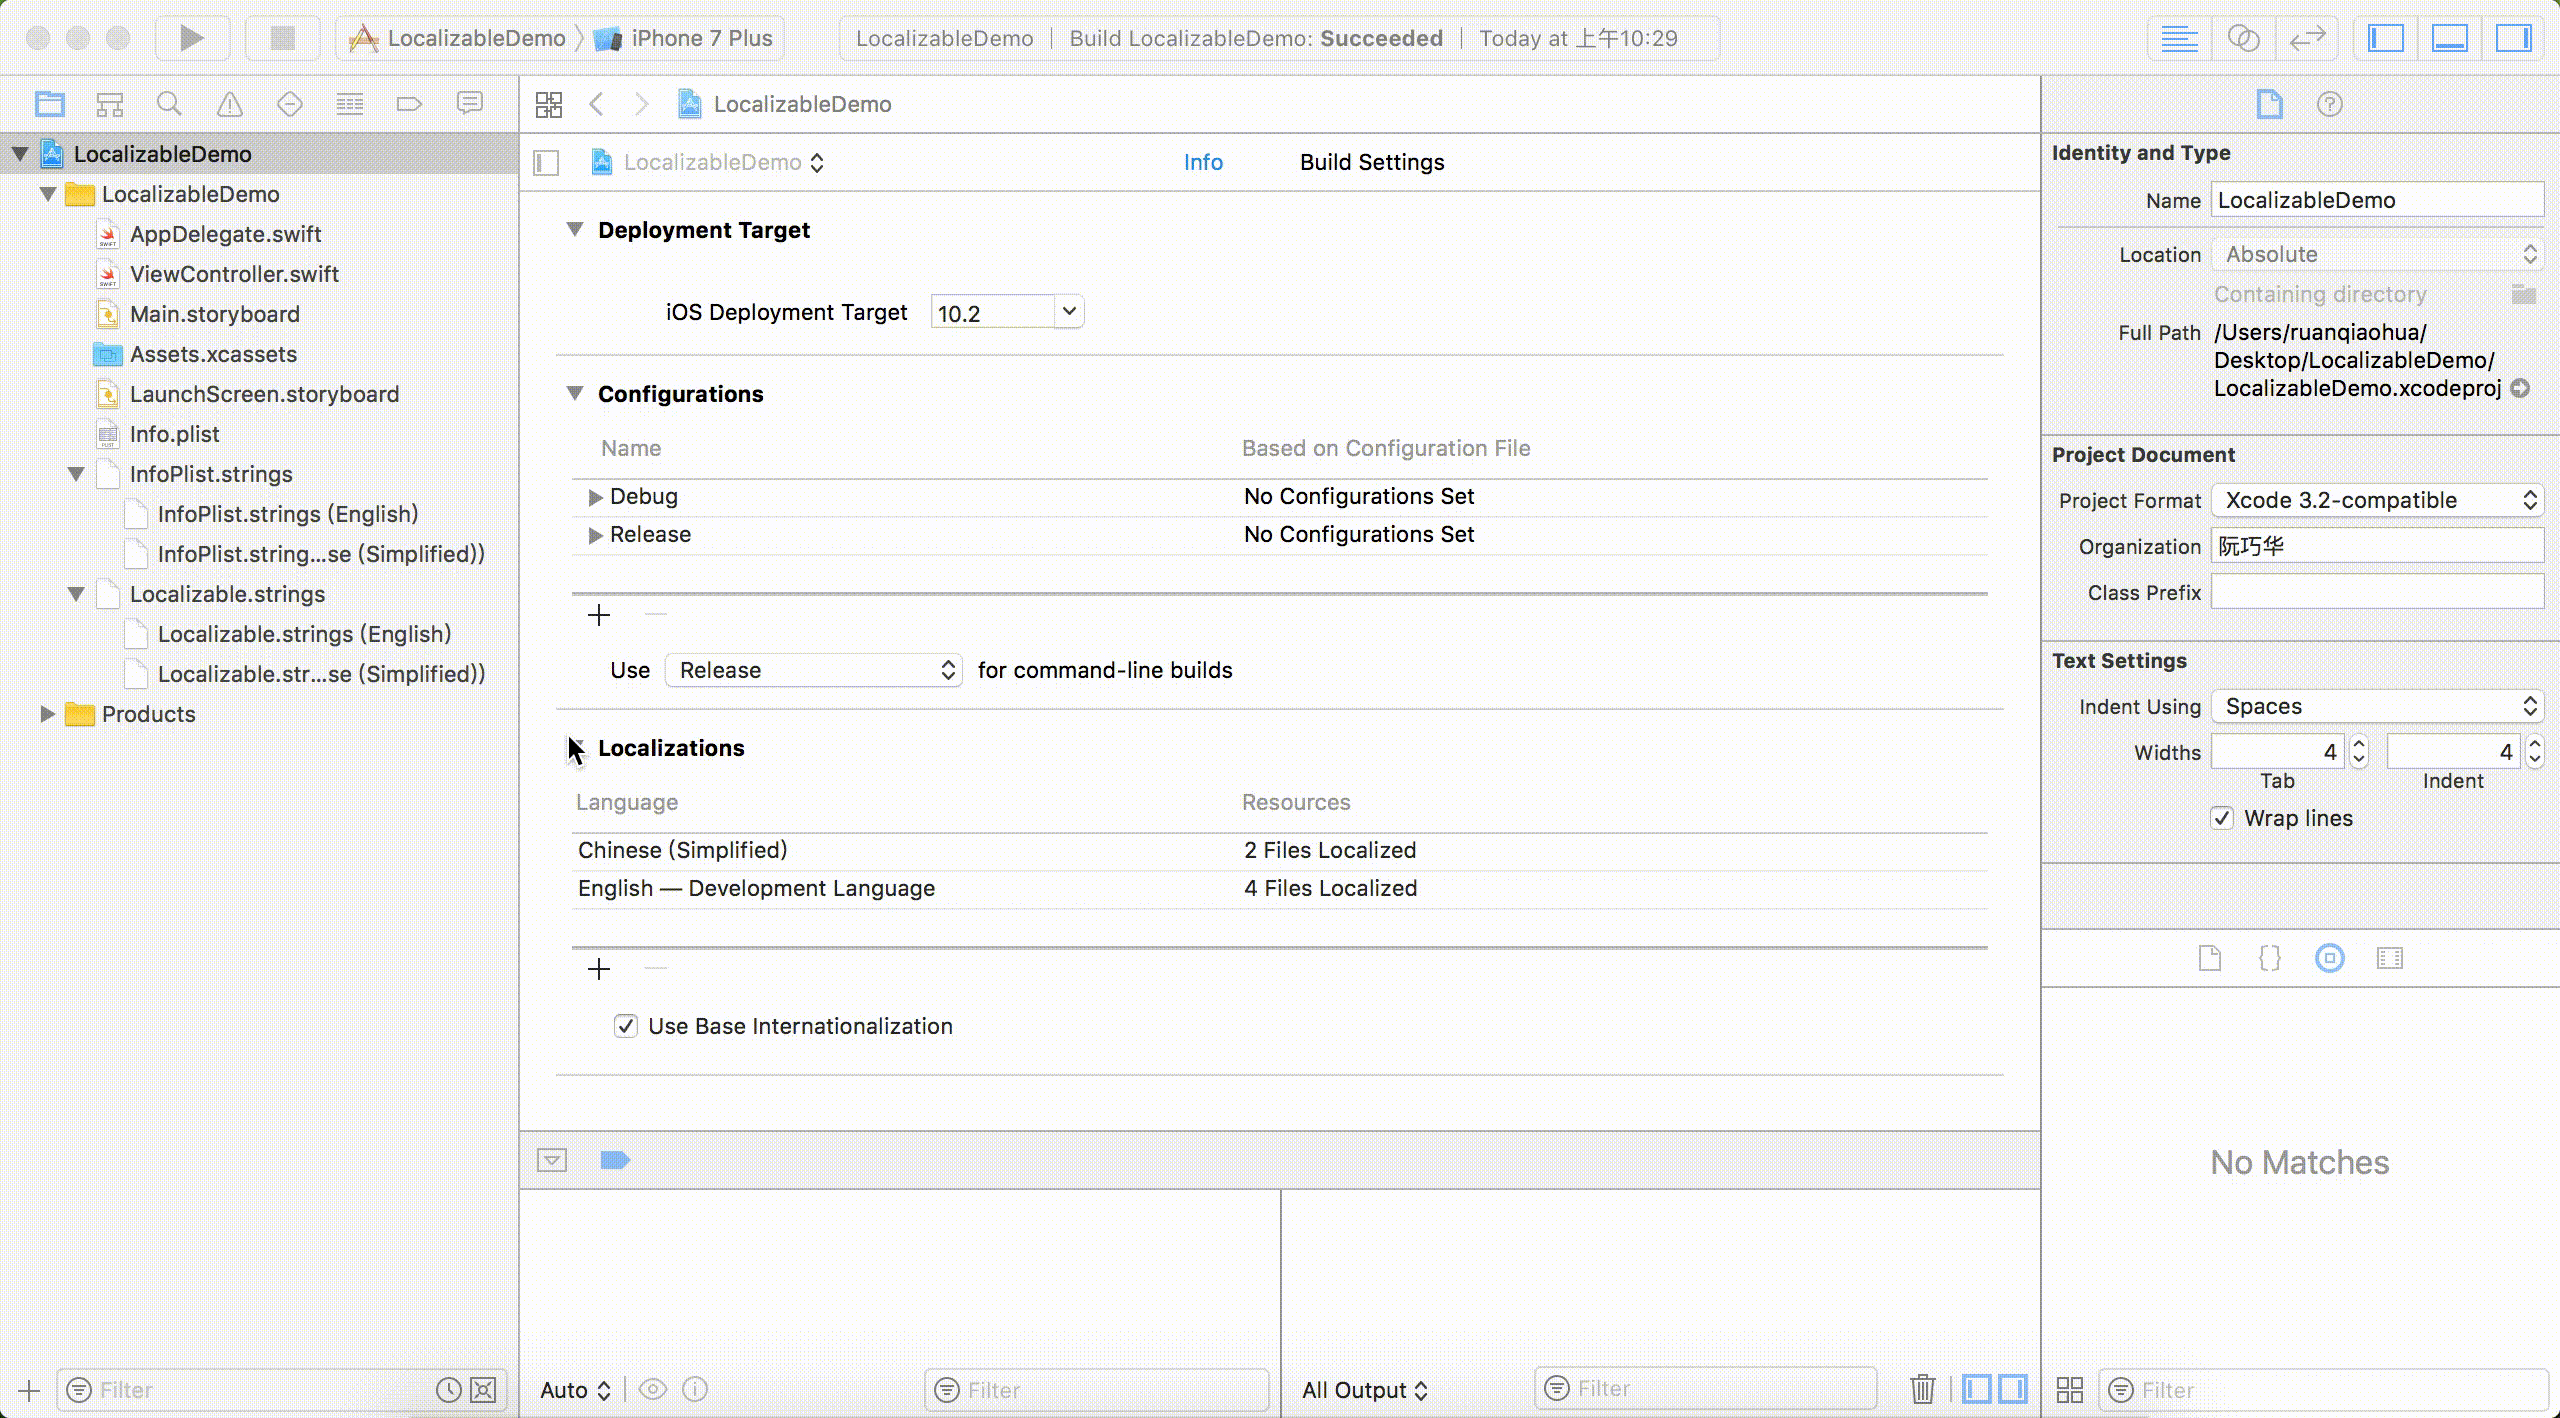 LocalizableDemo 〉 iPhone 7 Plus
LocalizableDemo | Build LocalizableDemo: Succeeded | Today at 上午10:29
LocalizableDemo
LocalizableDemo
AppDelegate.swift
ViewController.swift
Main.storyboard
Assets.xcassets
LaunchScreen.storyboard
Info.plist
InfoPlist.strings
InfoPlist.strings (English)
InfoPlist.string...se (Simplified))
Localizable.strings
Localizable.strings (English)
Localizable.str...se (Simplified))
Products
Filter
LocalizableDemo
LocalizableDemo Info Build Settings
Deployment Target
iOS Deployment Target 10.2
Configurations
Name Based on Configuration File
Debug No Configurations Set
Release No Configurations Set
Use Release for command-line builds
Localizations
Language Resources
Chinese (Simplified) 2 Files Localized
English — Development Language 4 Files Localized
Use Base Internationalization
Auto Filter
All Output Filter
Identity and Type
Name LocalizableDemo
Location Absolute
Containing directory
Full Path /Users/ruanqiaohua/
Desktop/LocalizableDemo/
LocalizableDemo.xcodeproj
Project Document
Project Format Xcode 3.2-compatible
Organization 阮巧华
Class Prefix
Text Settings
Indent Using Spaces
Widths 4 4
Tab Indent
Wrap lines
No Matches
Filter